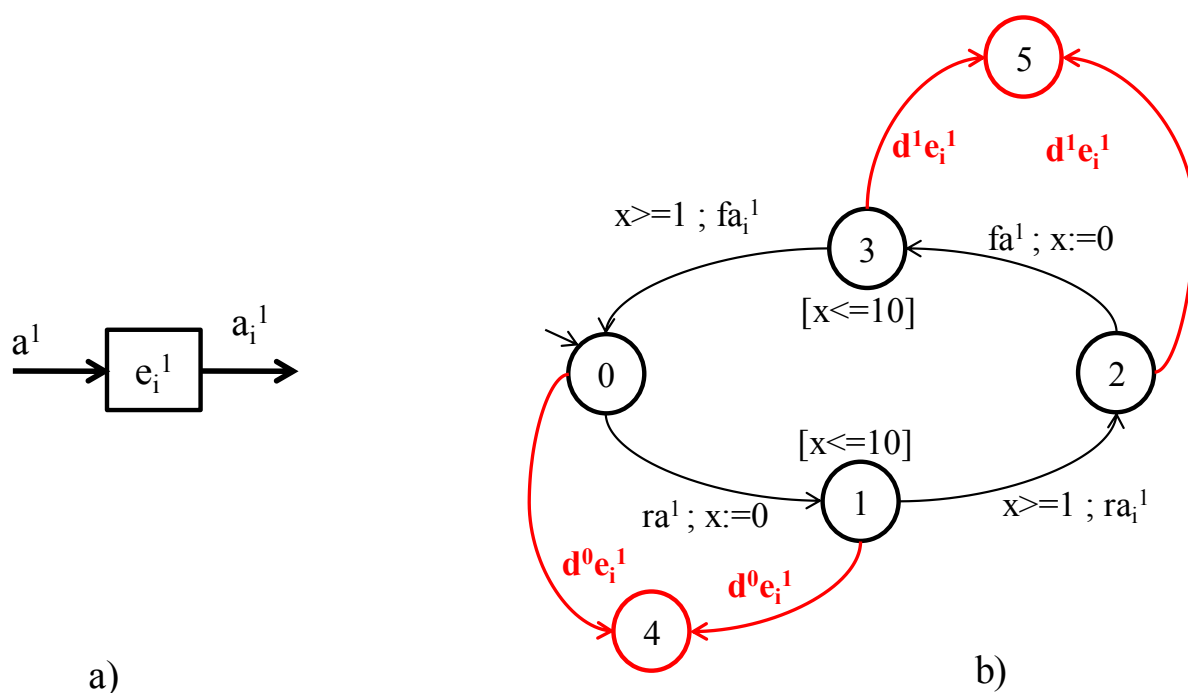 a¹
eᵢ¹
aᵢ¹
a)
5
d¹eᵢ¹
d¹eᵢ¹
x>=1 ; faᵢ¹
3
fa¹ ; x:=0
[x<=10]
0
2
[x<=10]
1
ra¹ ; x:=0
x>=1 ; raᵢ¹
d⁰eᵢ¹
d⁰eᵢ¹
4
b)